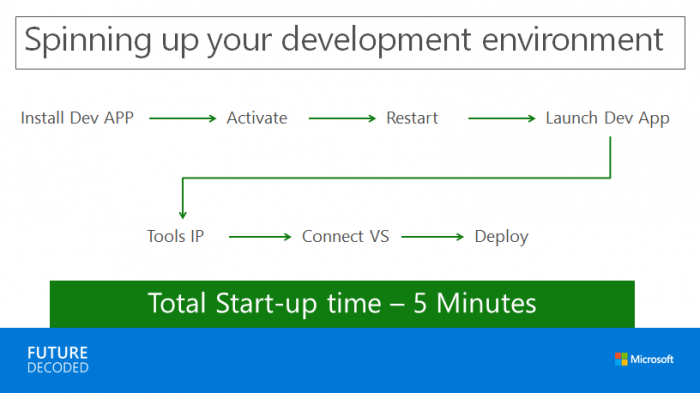 Spinning up your development environment
Install Dev APP
Activate
Restart
Launch Dev App
Tools IP
Connect VS
Deploy
Total Start-up time – 5 Minutes
FUTURE
DECODED
Microsoft